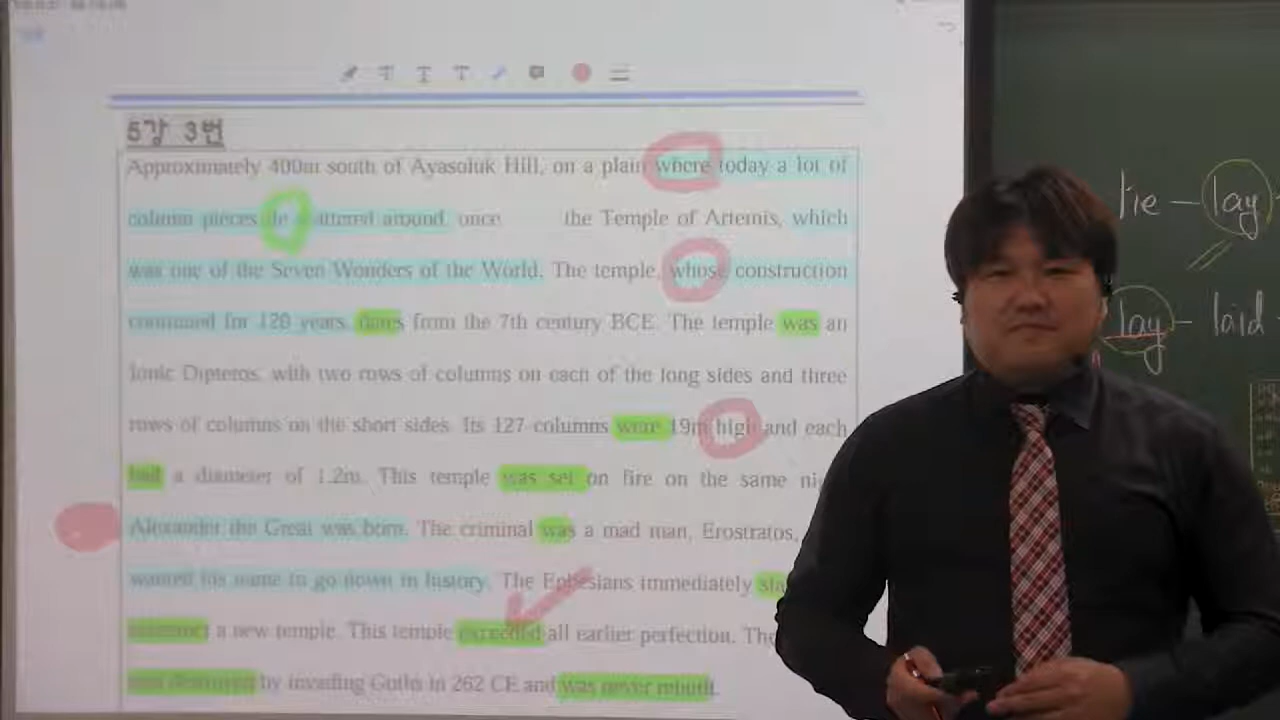 5강 3번
Approximately 400m south of Ayasoluk Hill, on a plain where today a lot of
column pieces lie scattered around, once the Temple of Artemis, which
was one of the Seven Wonders of the World. The temple, whose construction
continued for 120 years, dates from the 7th century BCE. The temple was an
Ionic Dipteros, with two rows of columns on each of the long sides and three
rows of columns on the short sides. Its 127 columns were 19m high and each
had a diameter of 1.2m. This temple was set on fire on the same
Alexander the Great was born. The criminal was a mad man, Erostratos,
wanted his name to go down in history. The Ephesians immediately
a new temple. This temple exceeded all earlier perfection.
was destroyed by invading Goths in 262 CE and was never rebuilt.
lie – lay
lay – laid –